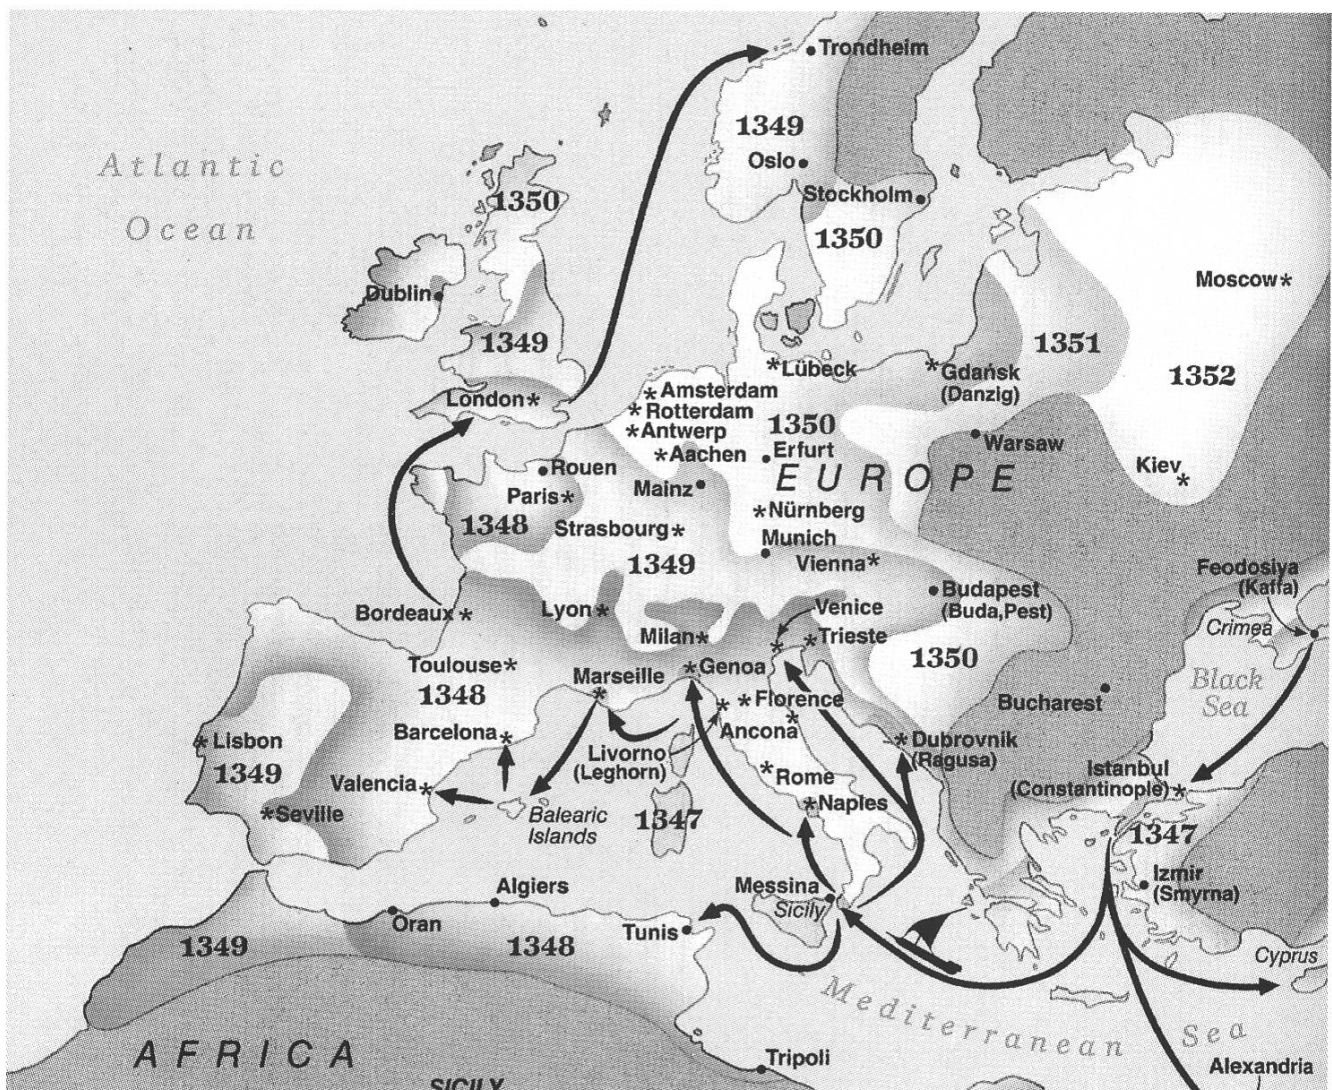 Trondheim
1349
Oslo
Atlantic
Ocean
1350
Stockholm
1350
Dublin
Moscow
1349
1351
Lübeck
Gdańsk
(Danzig)
1352
London
Amsterdam
Rotterdam
Antwerp
Aachen
1350
Erfurt
Warsaw
Rouen
Paris
Mainz
EUROPE
Kiev
1348
Strasbourg
Nürnberg
Munich
1349
Vienna
Feodosiya
(Kaffa)
Bordeaux
Lyon
Venice
Budapest
(Buda,Pest)
Crimea
Milan
Trieste
Toulouse
Marseille
Genoa
1350
Black
Sea
1348
Florence
Bucharest
Barcelona
Ancona
Lisbon
Livorno
(Leghorn)
Dubrovnik
(Ragusa)
1349
Valencia
Rome
Istanbul
(Constantinople)
Seville
Balearic
Islands
1347
Naples
1347
Algiers
Messina
Sicily
Izmir
(Smyrna)
Oran
Tunis
1349
1348
Cyprus
Mediterranean
Sea
AFRICA
Tripoli
Alexandria
SICILY